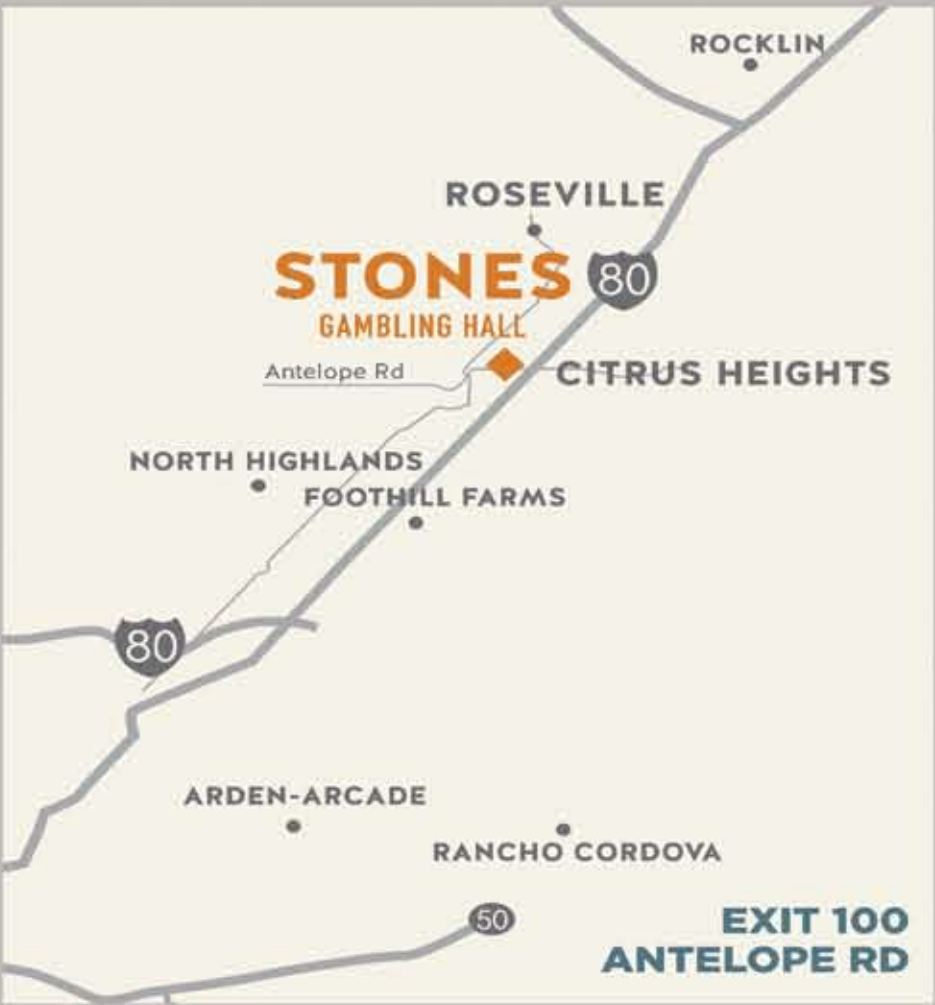 ROCKLIN
ROSEVILLE
STONES
80
GAMBLING HALL
Antelope Rd
CITRUS HEIGHTS
NORTH HIGHLANDS
FOOTHILL FARMS
80
ARDEN-ARCADE
RANCHO CORDOVA
50
EXIT 100
ANTELOPE RD